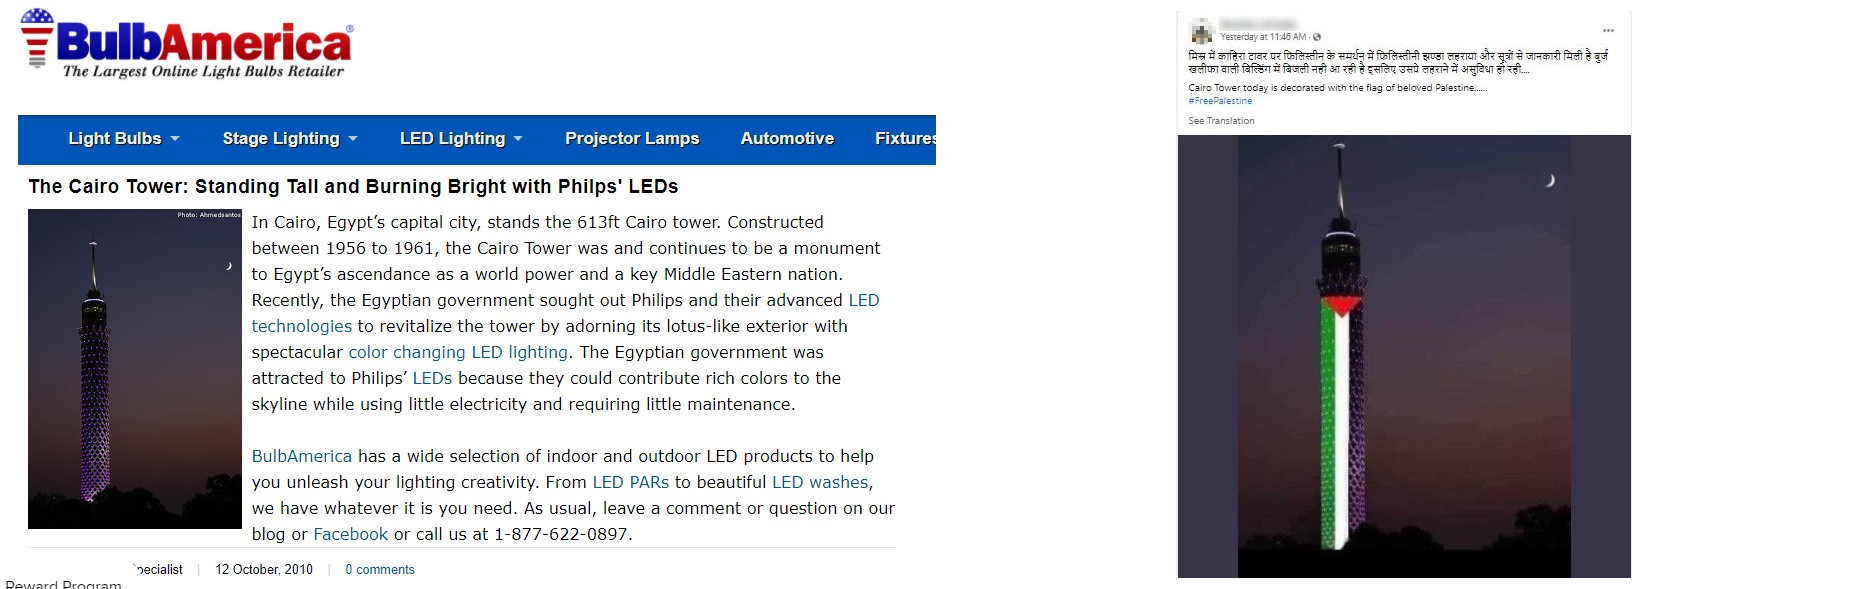 BulbAmerica®
The Largest Online Light Bulbs Retailer
Light Bulbs
Stage Lighting
LED Lighting
Projector Lamps
Automotive
Fixtures
The Cairo Tower: Standing Tall and Burning Bright with Philps' LEDs
Photo: Ahmedsantos
In Cairo, Egypt’s capital city, stands the 613ft Cairo tower. Constructed
between 1956 to 1961, the Cairo Tower was and continues to be a monument
to Egypt’s ascendance as a world power and a key Middle Eastern nation.
Recently, the Egyptian government sought out Philips and their advanced LED
technologies to revitalize the tower by adorning its lotus-like exterior with
spectacular color changing LED lighting. The Egyptian government was
attracted to Philips’ LEDs because they could contribute rich colors to the
skyline while using little electricity and requiring little maintenance.
BulbAmerica has a wide selection of indoor and outdoor LED products to help
you unleash your lighting creativity. From LED PARs to beautiful LED washes,
we have whatever it is you need. As usual, leave a comment or question on our
blog or Facebook or call us at 1-877-622-0897.
pecialist | 12 October, 2010 | 0 comments
Reward Program
Yesterday at 11:46 AM ·
मिस्र में काहिरा टावर पर फिलिस्तीन के समर्थन में फिलिस्तीनी झण्डा लहराया और सूत्रों से जानकारी मिली है बुर्ज
खलीफा वाली बिल्डिंग में बिजली नही आ रही है इसलिए उसपे लहराने में असुविधा हो रही....
Cairo Tower today is decorated with the flag of beloved Palestine......
#FreePalestine
See Translation